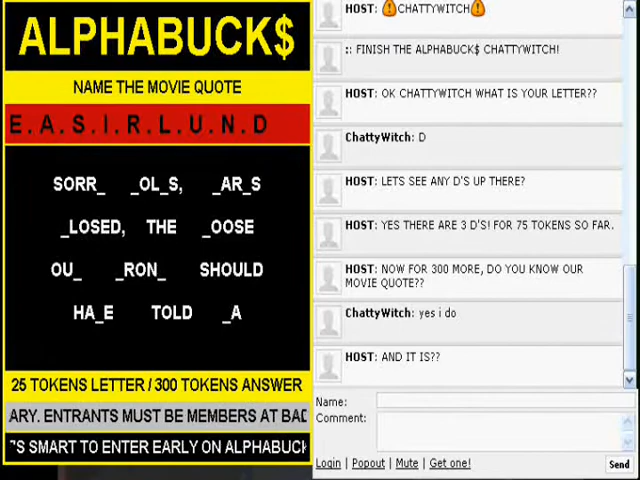 ALPHABUCK$
NAME THE MOVIE QUOTE
E. A. S. I. R. L. U. N. D
SORR_ _OL_S, _AR_S
_LOSED, THE _OOSE
OU_ _RON_ SHOULD
HA_E TOLD _A
25 TOKENS LETTER / 300 TOKENS ANSWER
ARY. ENTRANTS MUST BE MEMBERS AT BAD
"S SMART TO ENTER EARLY ON ALPHABUCK
HOST: CHATTYWITCH
:: FINISH THE ALPHABUCK$ CHATTYWITCH!
HOST: OK CHATTYWITCH WHAT IS YOUR LETTER??
ChattyWitch: D
HOST: LETS SEE ANY D'S UP THERE?
HOST: YES THERE ARE 3 D'S! FOR 75 TOKENS SO FAR.
HOST: NOW FOR 300 MORE, DO YOU KNOW OUR
MOVIE QUOTE??
ChattyWitch: yes i do
HOST: AND IT IS??
Name:
Comment:
Login | Popout | Mute | Get one!
Send